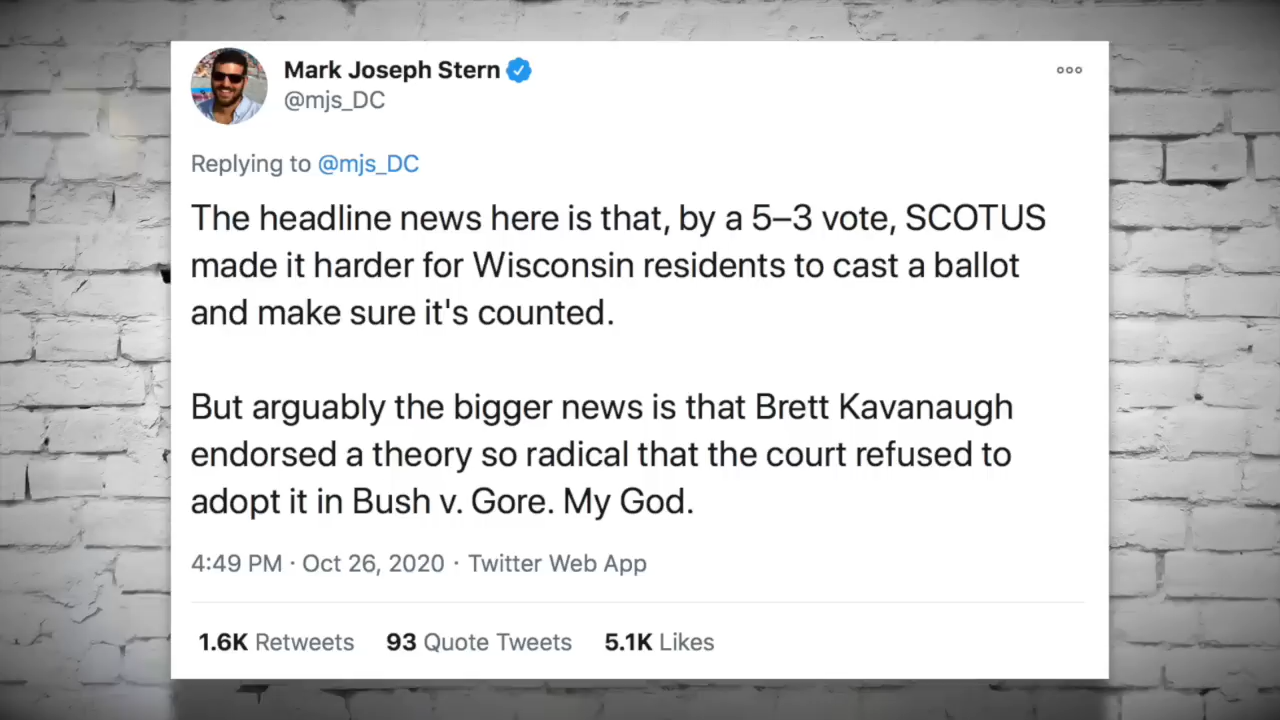 Mark Joseph Stern
@mjs_DC
Replying to @mjs_DC
The headline news here is that, by a 5–3 vote, SCOTUS
made it harder for Wisconsin residents to cast a ballot
and make sure it's counted.
But arguably the bigger news is that Brett Kavanaugh
endorsed a theory so radical that the court refused to
adopt it in Bush v. Gore. My God.
4:49 PM · Oct 26, 2020 · Twitter Web App
1.6K Retweets 93 Quote Tweets 5.1K Likes